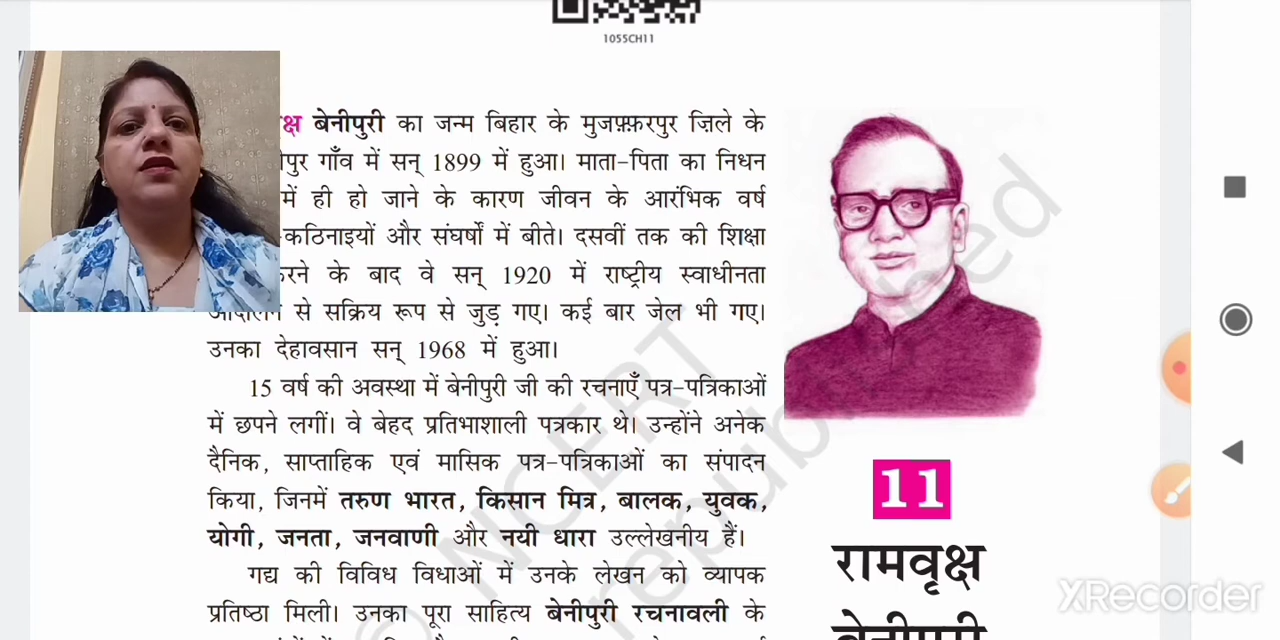 1055CH11
क्ष बेनीपुरी का जन्म बिहार के मुज़फ़्फ़रपुर ज़िले के
पुर गाँव में सन् 1899 में हुआ। माता-पिता का निधन
में ही हो जाने के कारण जीवन के आरंभिक वर्ष
कठिनाइयों और संघर्षों में बीते। दसवीं तक की शिक्षा
के बाद वे सन् 1920 में राष्ट्रीय स्वाधीनता
से सक्रिय रूप से जुड़ गए। कई बार जेल भी गए।
उनका देहावसान सन् 1968 में हुआ।
15 वर्ष की अवस्था में बेनीपुरी जी की रचनाएँ पत्र-पत्रिकाओं
में छपने लगीं। वे बेहद प्रतिभाशाली पत्रकार थे। उन्होंने अनेक
दैनिक, साप्ताहिक एवं मासिक पत्र-पत्रिकाओं का संपादन
किया, जिनमें तरुण भारत, किसान मित्र, बालक, युवक,
योगी, जनता, जनवाणी और नयी धारा उल्लेखनीय हैं।
गद्य की विविध विधाओं में उनके लेखन को व्यापक
प्रतिष्ठा मिली। उनका पूरा साहित्य बेनीपुरी रचनावली के
11
रामवृक्ष
बेनीपुरी
© NCERT
republished
XRecorder